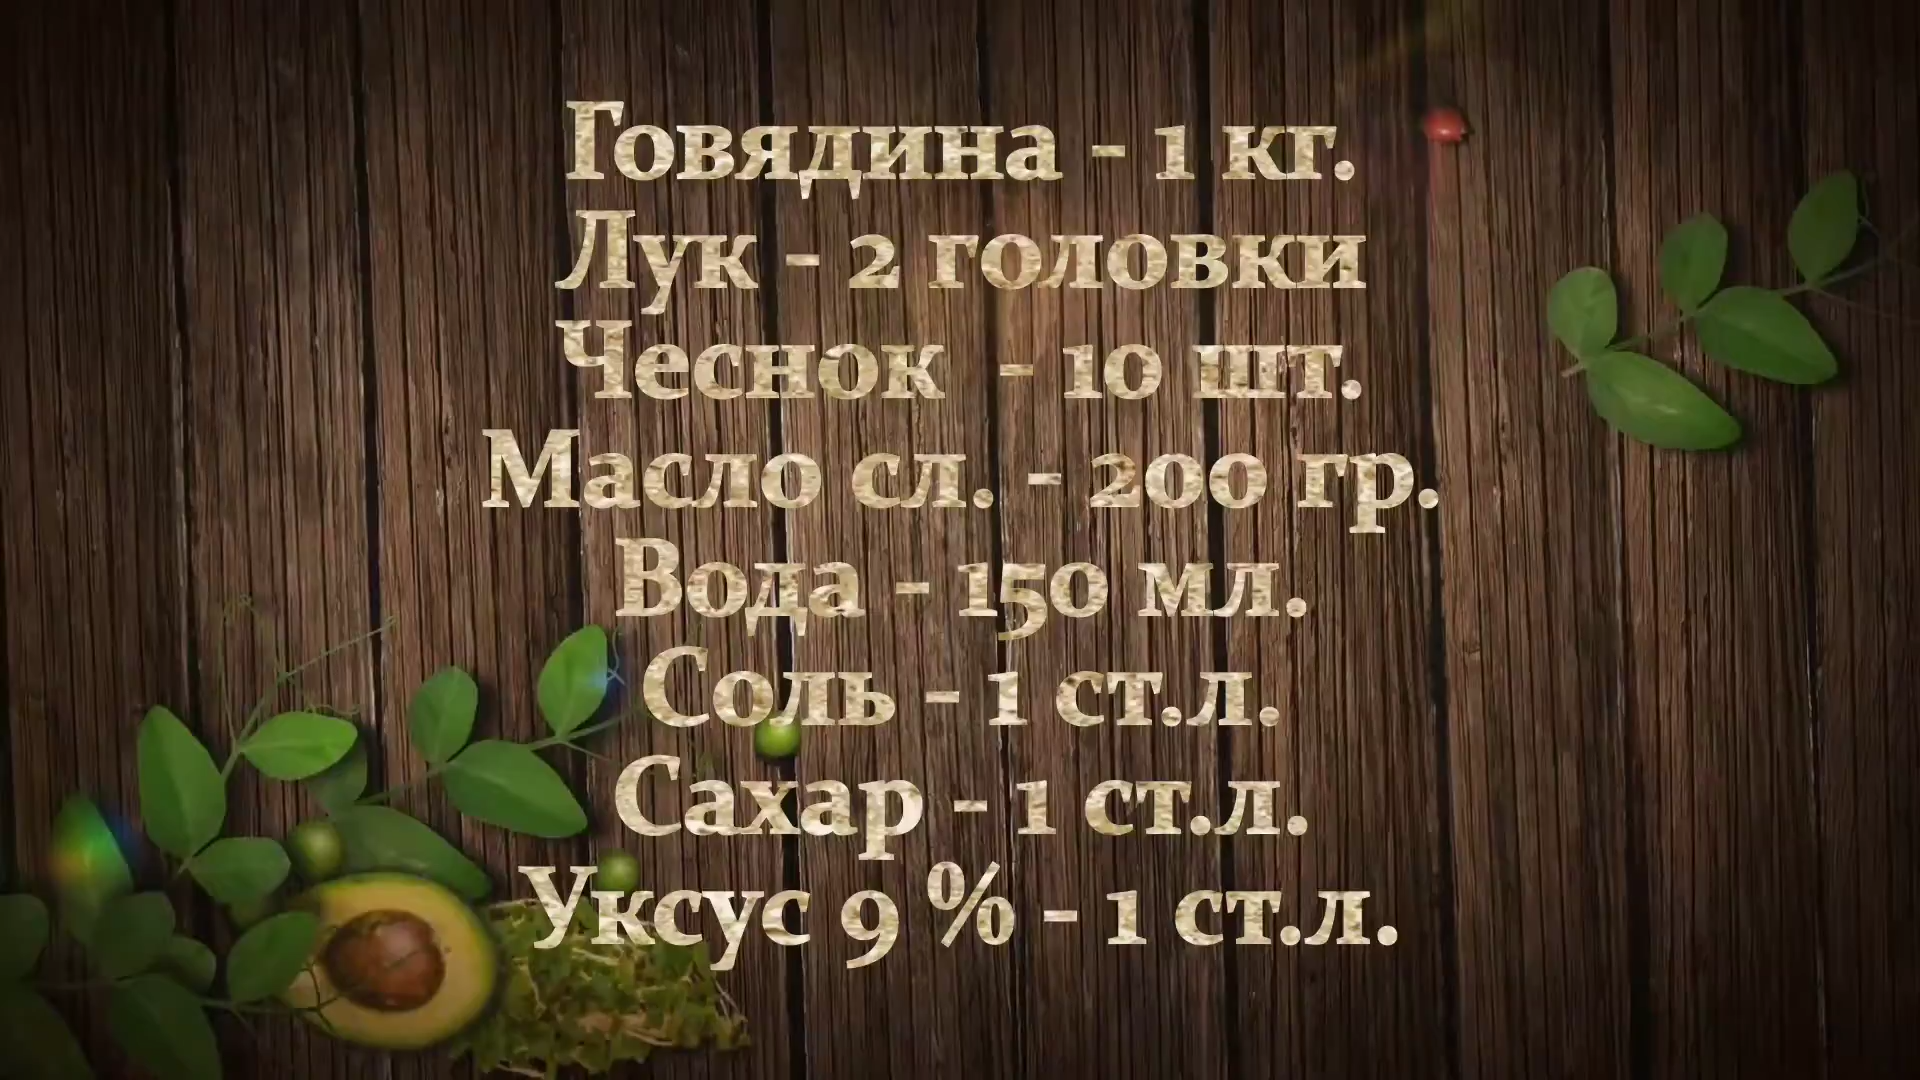 Говядина - 1 кг.
Лук - 2 головки
Чеснок - 10 шт.
Масло сл. - 200 гр.
Вода - 150 мл.
Соль - 1 ст.л.
Сахар - 1 ст.л.
Уксус 9 % - 1 ст.л.